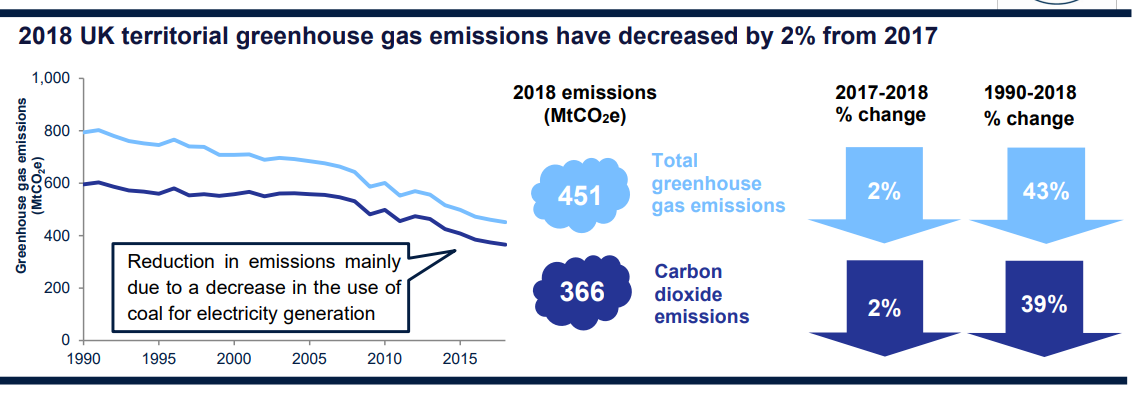 2018 UK territorial greenhouse gas emissions have decreased by 2% from 2017
Greenhouse gas emissions
(MtCO₂e)
1,000
800
600
400
200
0
1990
1995
2000
2005
2010
2015
Reduction in emissions mainly
due to a decrease in the use of
coal for electricity generation
2018 emissions
(MtCO₂e)
451
Total
greenhouse
gas emissions
366
Carbon
dioxide
emissions
2017-2018
% change
2%
2%
1990-2018
% change
43%
39%